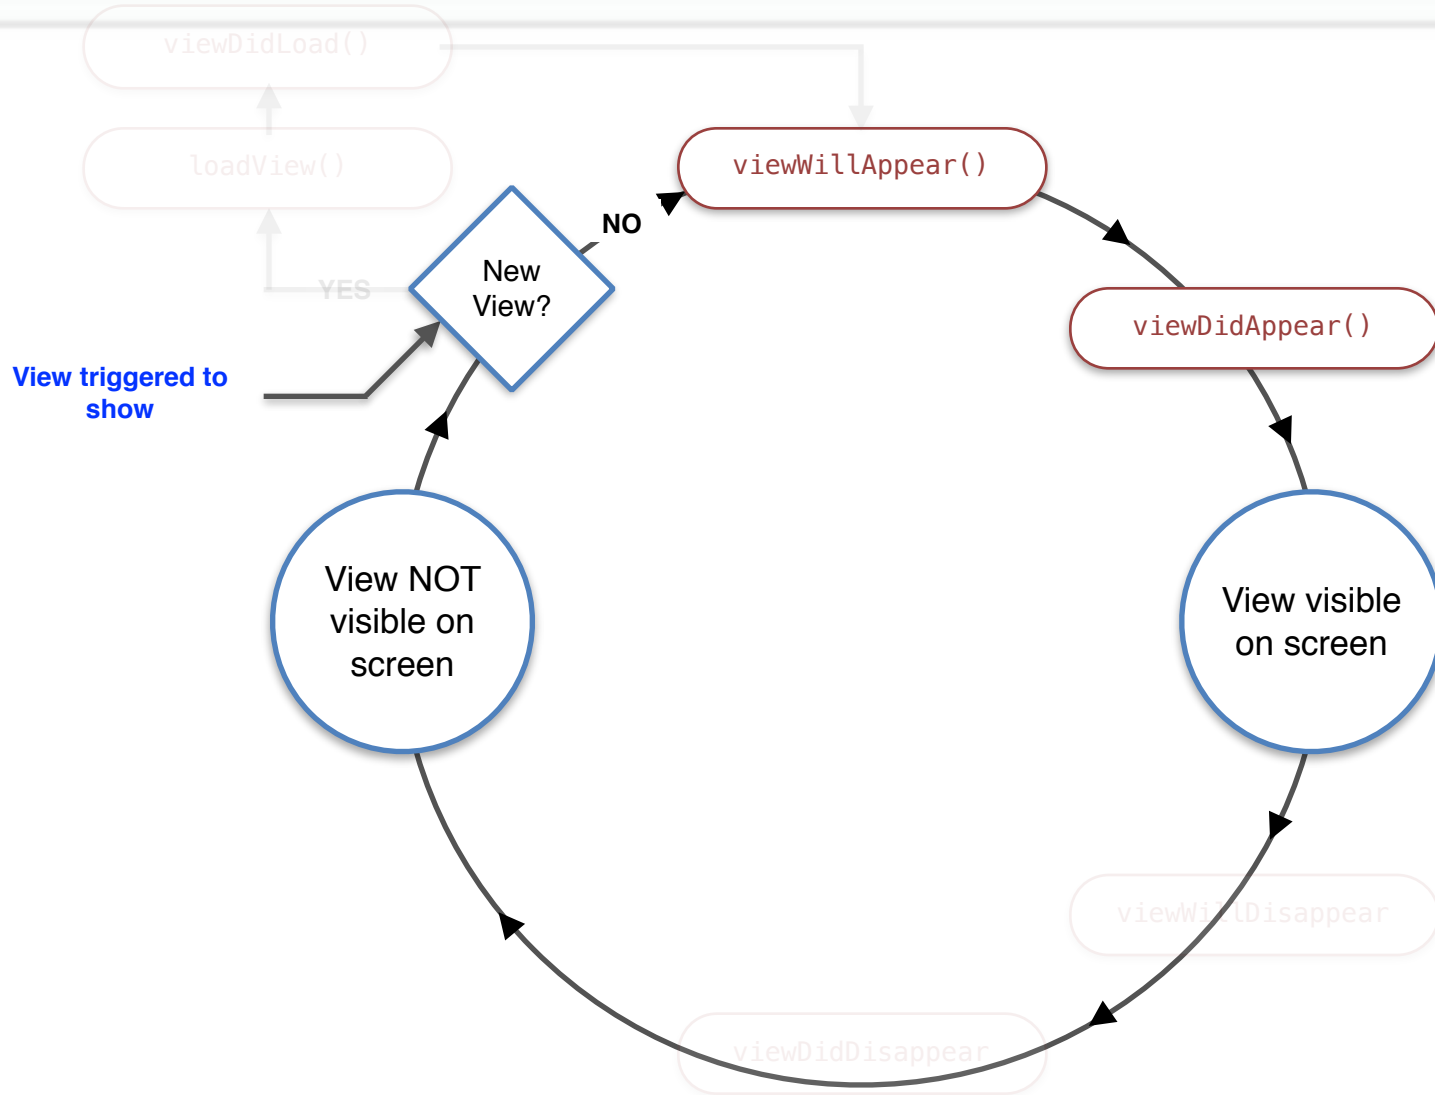 viewDidLoad()
loadView()
viewWillAppear()
NO
New
View?
YES
viewDidAppear()
View triggered to
show
View NOT
visible on
screen
View visible
on screen
viewWillDisappear
viewDidDisappear